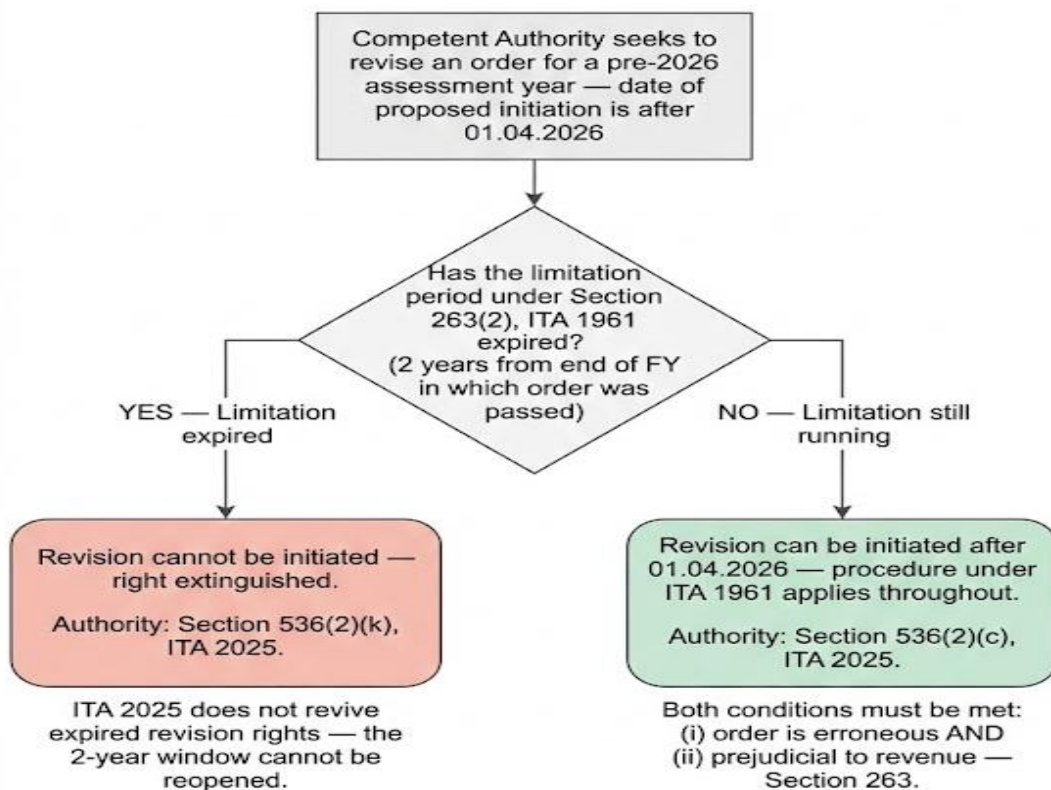 Competent Authority seeks to
revise an order for a pre-2026
assessment year — date of
proposed initiation is after
01.04.2026
Has the limitation
period under Section
263(2), ITA 1961
expired?
(2 years from end of FY
in which order was
passed)
YES — Limitation
expired
NO — Limitation still
running
Revision cannot be initiated —
right extinguished.
Authority: Section 536(2)(k),
ITA 2025.
Revision can be initiated after
01.04.2026 — procedure under
ITA 1961 applies throughout.
Authority: Section 536(2)(c),
ITA 2025.
ITA 2025 does not revive
expired revision rights — the
2-year window cannot be
reopened.
Both conditions must be met:
(i) order is erroneous AND
(ii) prejudicial to revenue —
Section 263.